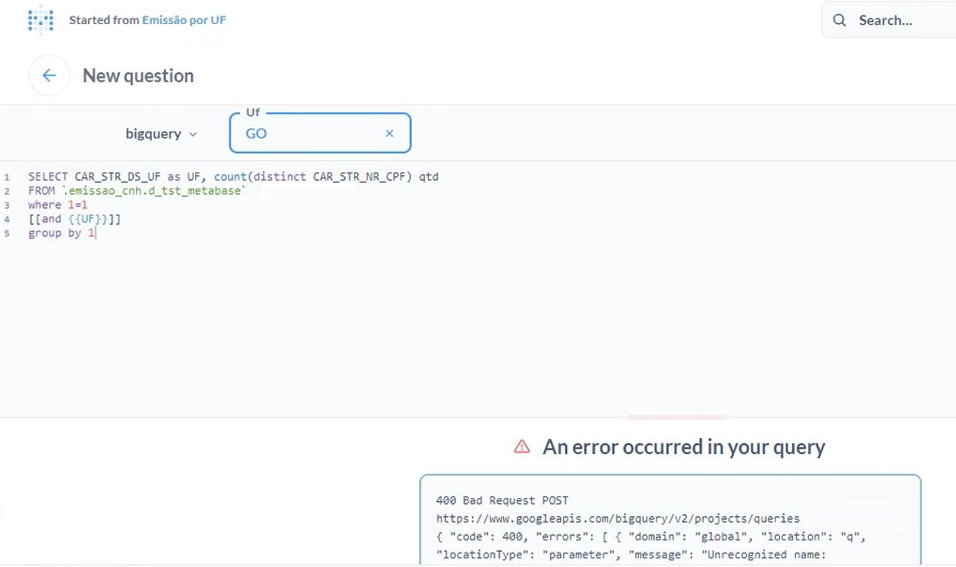 Started from Emissão por UF
Search...
New question
bigquery
Uf
GO
1 SELECT CAR_STR_DS_UF as UF, count(distinct CAR_STR_NR_CPF) qtd
2 FROM `.emissao_cnh.d_tst_metabase`
3 where 1=1
4 [[and {{UF}}]]
5 group by 1
An error occurred in your query
400 Bad Request POST
https://www.googleapis.com/bigquery/v2/projects/queries
{ "code": 400, "errors": [ { "domain": "global", "location": "q",
"locationType": "parameter", "message": "Unrecognized name: